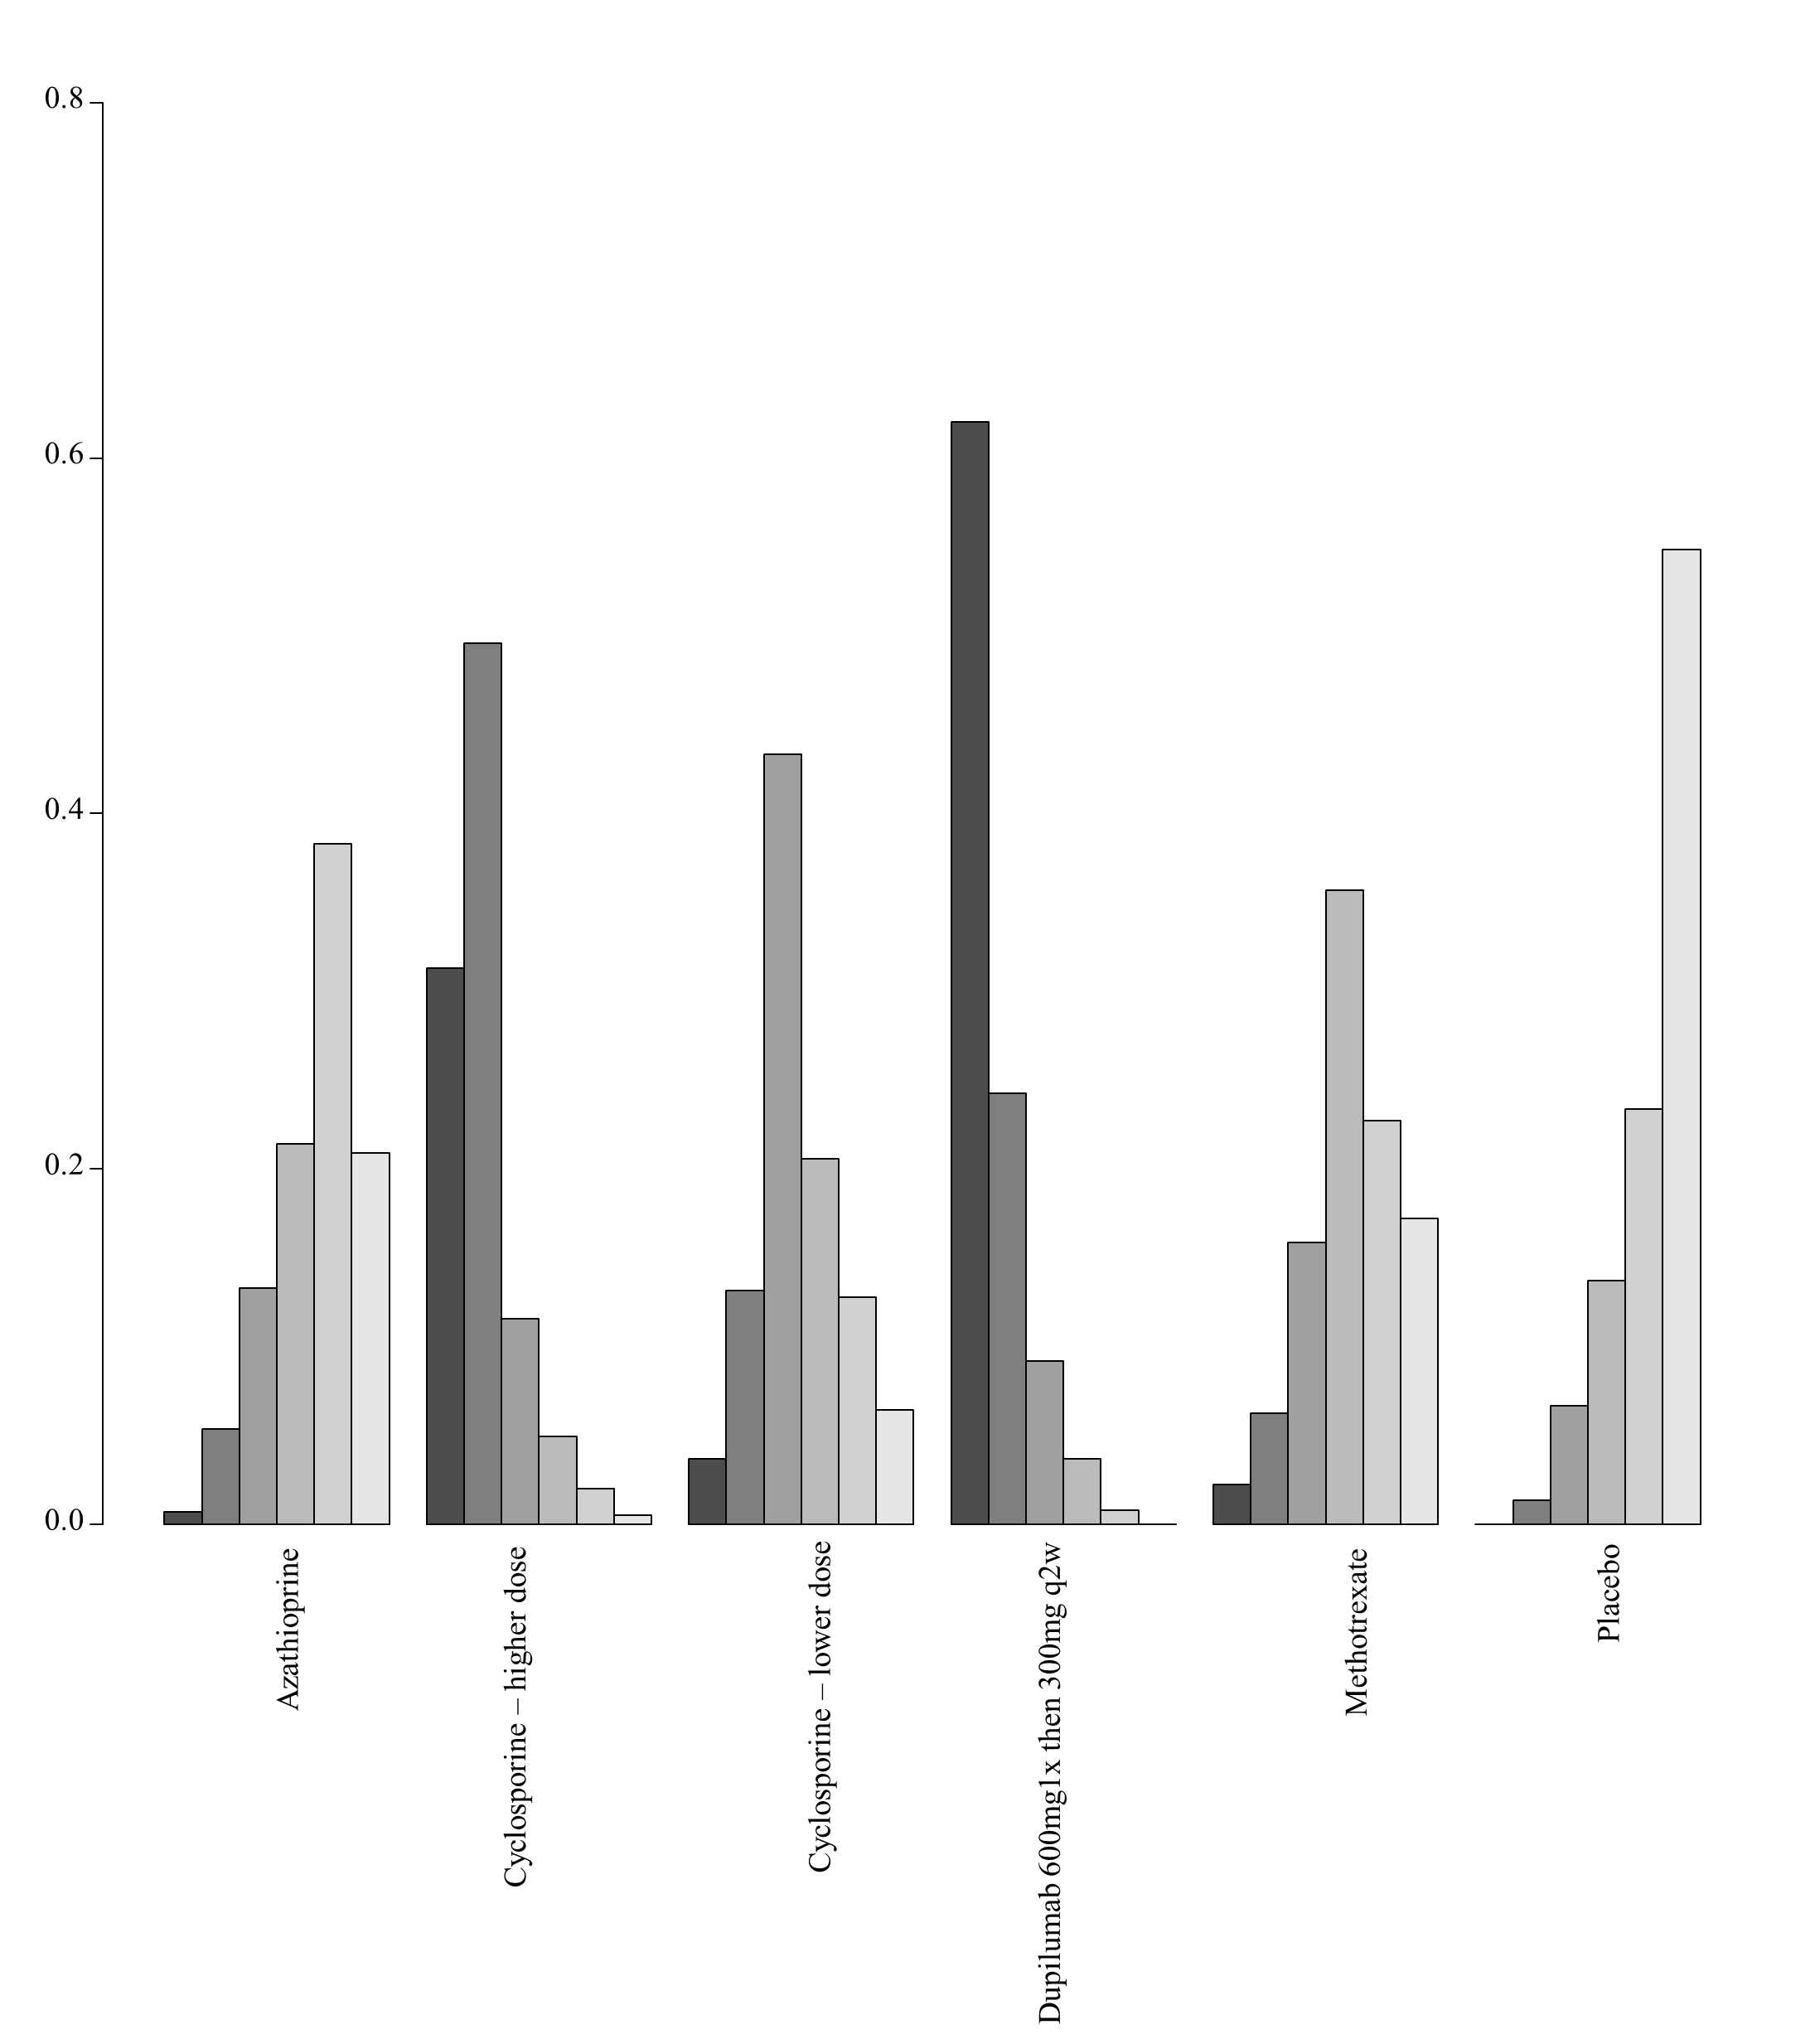 0.8
0.6
0.4
0.2
0.0
Azathioprine
Cyclosporine – higher dose
Cyclosporine – lower dose
Dupilumab 600mg1x then 300mg q2w
Methotrexate
Placebo